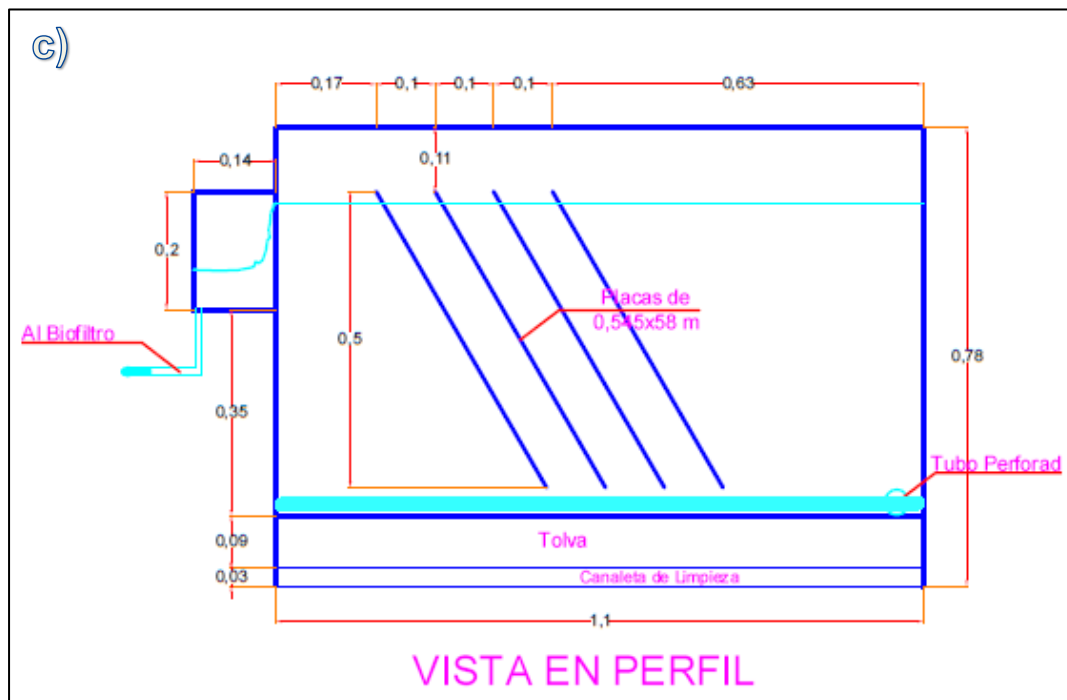 c)
0,17
0,1
0,1
0,1
0,63
0,14
0,11
0,2
Placas de
0,545x58 m
Al Biofiltro
0,5
0,78
0,35
Tubo Perforad
0,09
Tolva
0,03
Canaleta de Limpieza
1,1
VISTA EN PERFIL